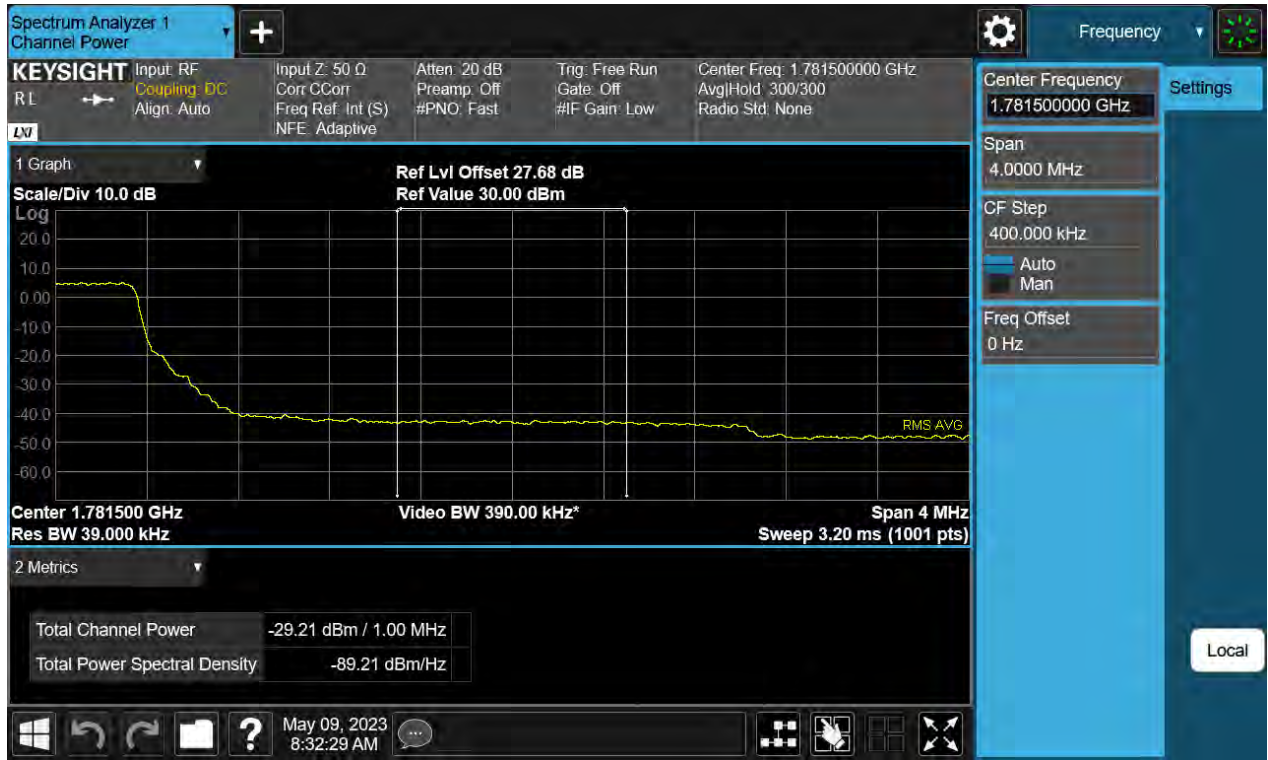 Spectrum Analyzer 1
Channel Power
Frequency
KEYSIGHT
RL
LXI
Input: RF
Coupling: DC
Align: Auto
Input Z: 50 Ω
Corr CCorr
Freq Ref: Int (S)
NFE: Adaptive
Atten: 20 dB
Preamp: Off
#PNO: Fast
Trig: Free Run
Gate: Off
#IF Gain: Low
Center Freq: 1.781500000 GHz
Avg|Hold: 300/300
Radio Std: None
Center Frequency
1.781500000 GHz
Settings
Span
4.0000 MHz
CF Step
400.000 kHz
Auto
Man
Freq Offset
0 Hz
1 Graph
Scale/Div 10.0 dB
Ref Lvl Offset 27.68 dB
Ref Value 30.00 dBm
Log
20.0
10.0
0.00
-10.0
-20.0
-30.0
-40.0
-50.0
-60.0
RMS AVG
Center 1.781500 GHz
Res BW 39.000 kHz
Video BW 390.00 kHz*
Span 4 MHz
Sweep 3.20 ms (1001 pts)
2 Metrics
Total Channel Power -29.21 dBm / 1.00 MHz
Total Power Spectral Density -89.21 dBm/Hz
Local
?
May 09, 2023
8:32:29 AM